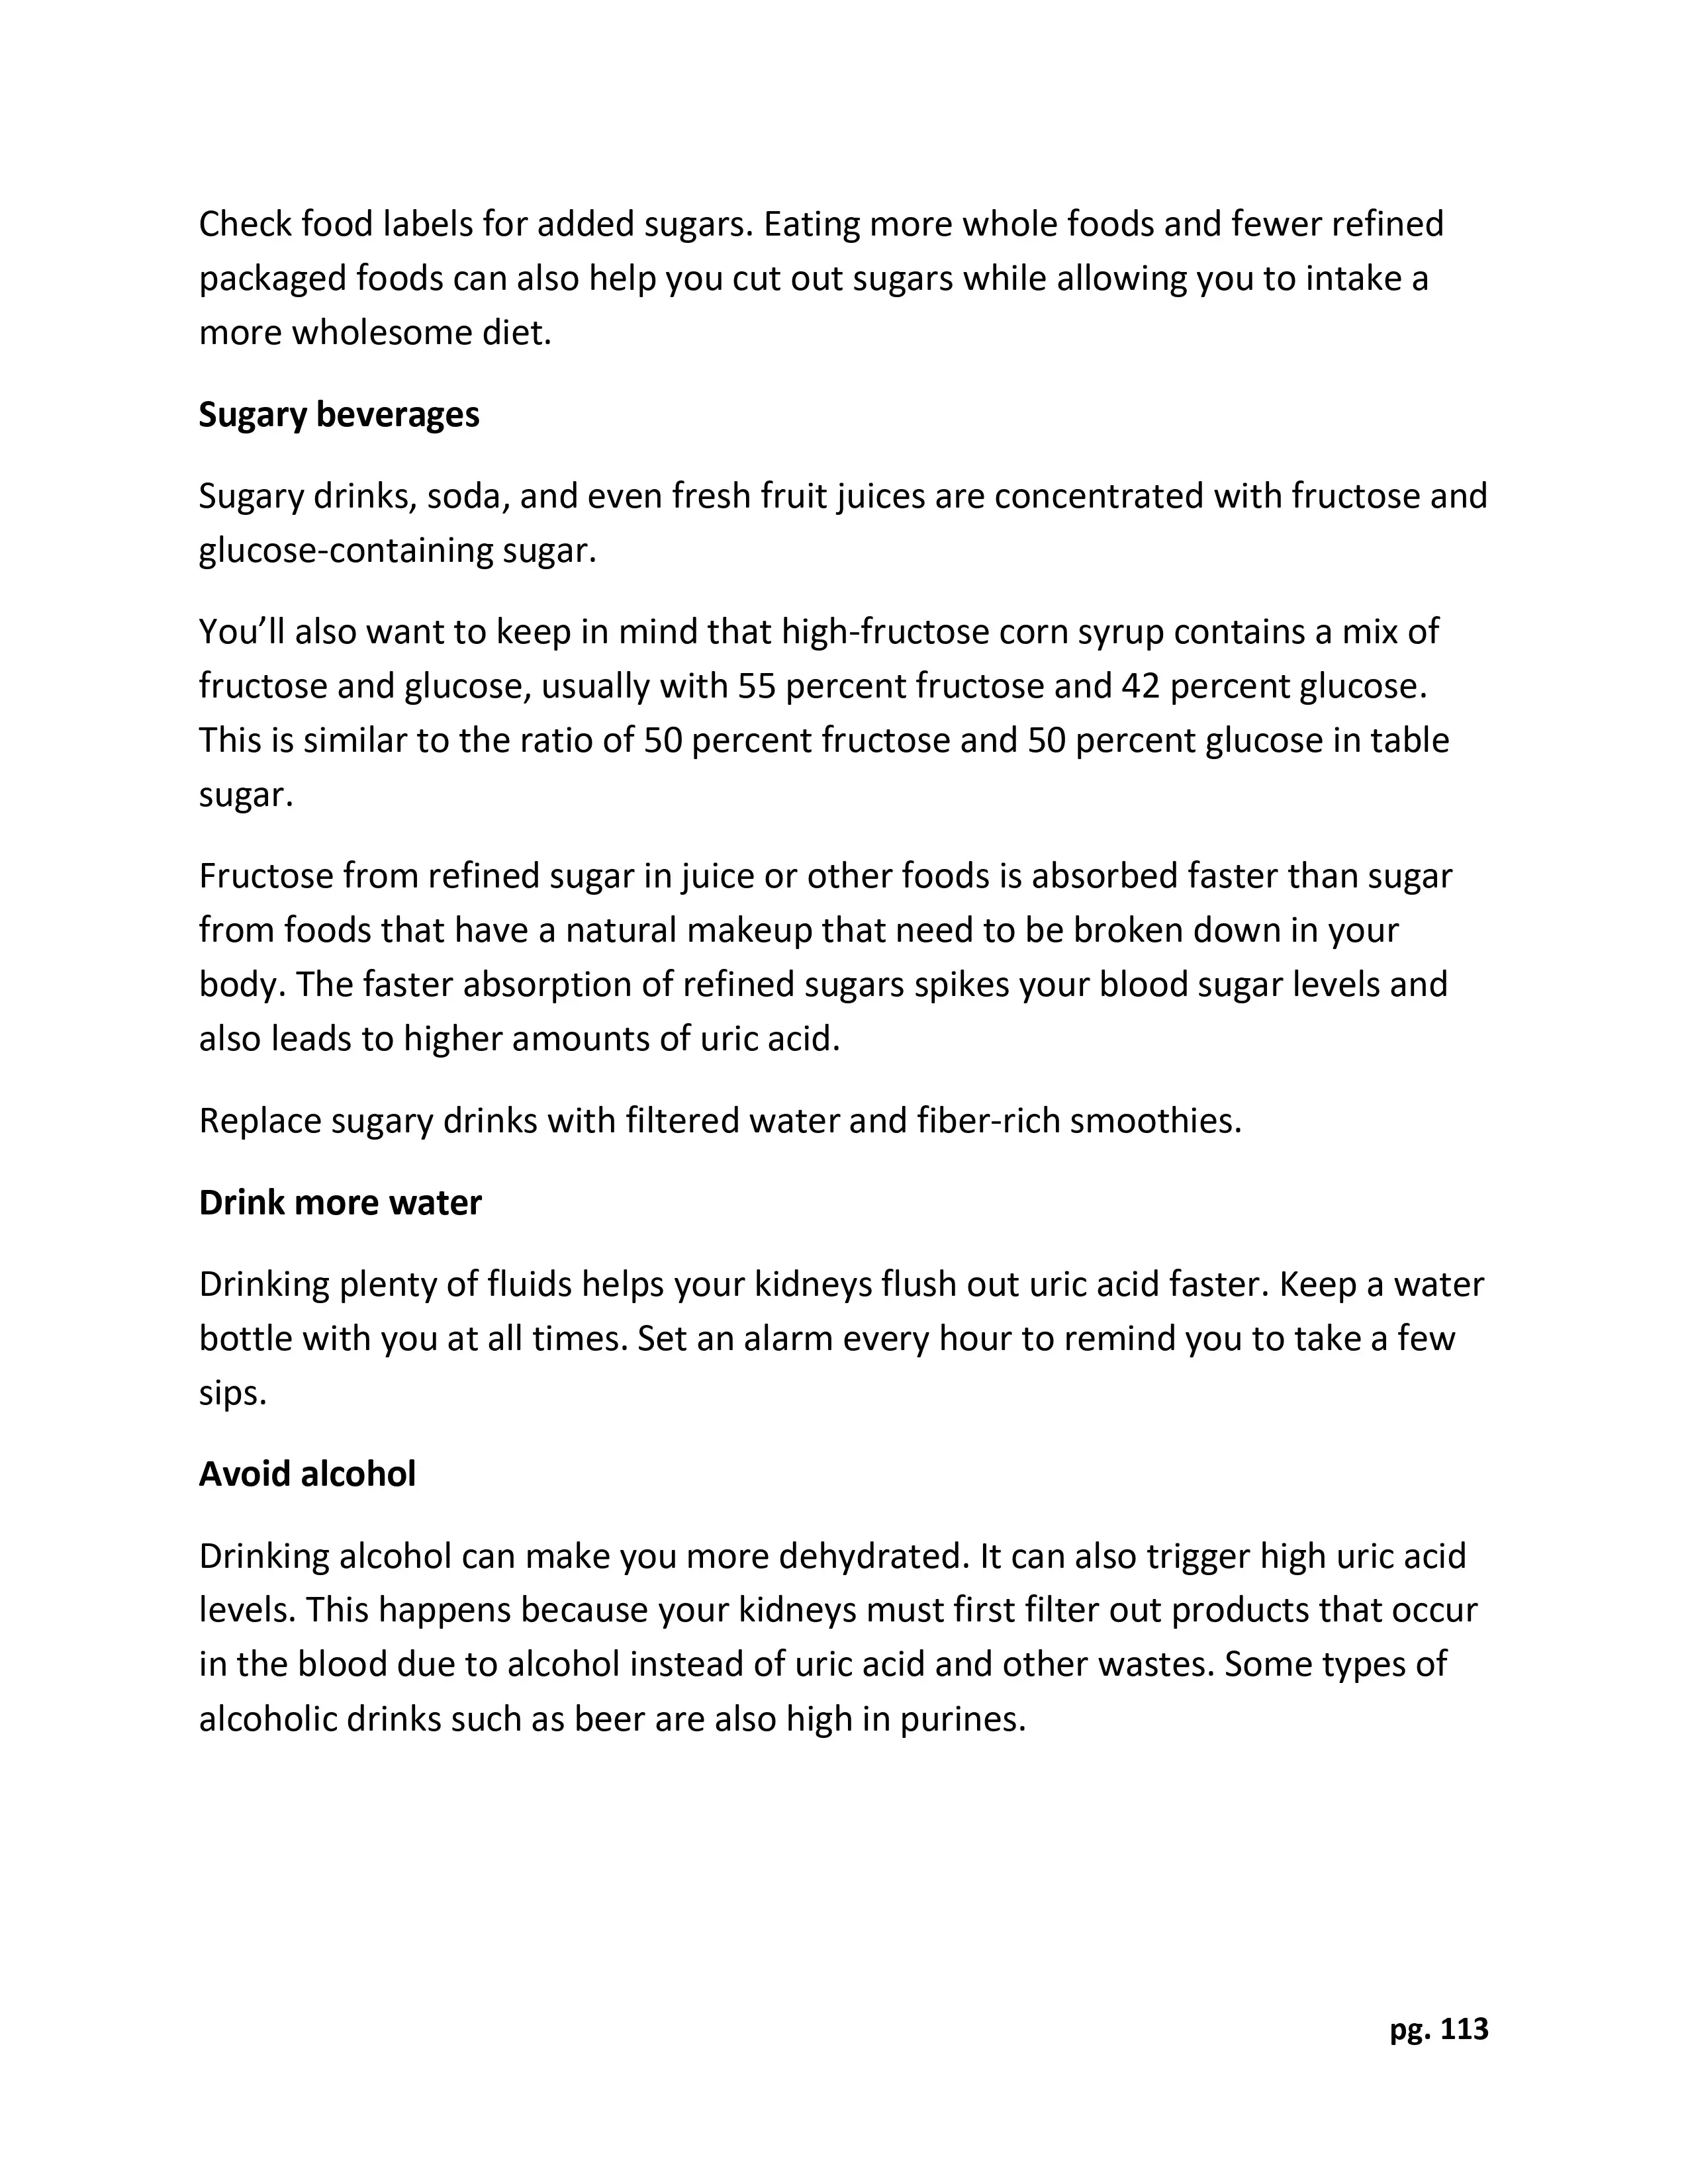 Check food labels for added sugars. Eating more whole foods and fewer refined
packaged foods can also help you cut out sugars while allowing you to intake a
more wholesome diet.
Sugary beverages
Sugary drinks, soda, and even fresh fruit juices are concentrated with fructose and
glucose-containing sugar.
You’ll also want to keep in mind that high-fructose corn syrup contains a mix of
fructose and glucose, usually with 55 percent fructose and 42 percent glucose.
This is similar to the ratio of 50 percent fructose and 50 percent glucose in table
sugar.
Fructose from refined sugar in juice or other foods is absorbed faster than sugar
from foods that have a natural makeup that need to be broken down in your
body. The faster absorption of refined sugars spikes your blood sugar levels and
also leads to higher amounts of uric acid.
Replace sugary drinks with filtered water and fiber-rich smoothies.
Drink more water
Drinking plenty of fluids helps your kidneys flush out uric acid faster. Keep a water
bottle with you at all times. Set an alarm every hour to remind you to take a few
sips.
Avoid alcohol
Drinking alcohol can make you more dehydrated. It can also trigger high uric acid
levels. This happens because your kidneys must first filter out products that occur
in the blood due to alcohol instead of uric acid and other wastes. Some types of
alcoholic drinks such as beer are also high in purines.
pg. 113